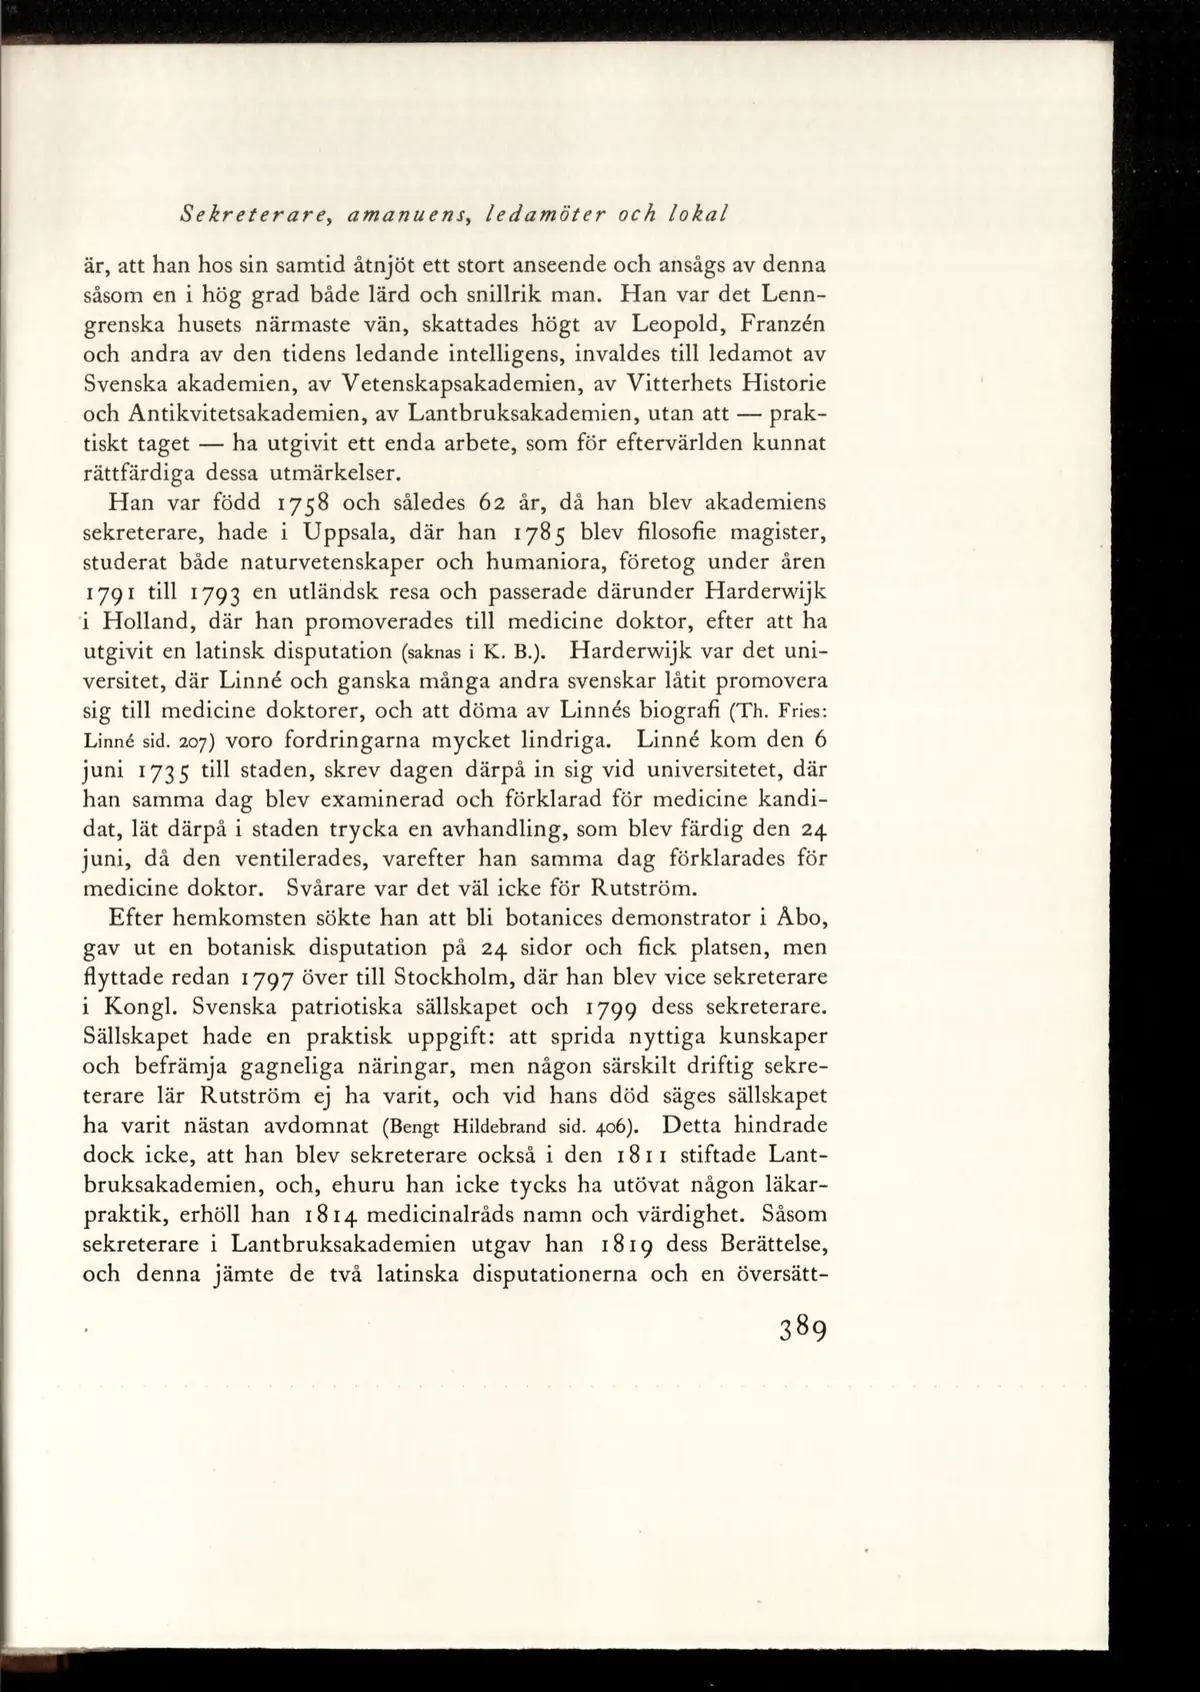 Sekreterare, amanuens, ledamöter och lokal
är, att han hos sin samtid åtnjöt ett stort anseende och ansågs av denna
såsom en i hög grad både lärd och snillrik man. Han var det Lenn-
grenska husets närmaste vän, skattades högt av Leopold, Franzén
och andra av den tidens ledande intelligens, invaldes till ledamot av
Svenska akademien, av Vetenskapsakademien, av Vitterhets Historie
och Antikvitetsakademien, av Lantbruksakademien, utan att — prak-
tiskt taget — ha utgivit ett enda arbete, som för eftervärlden kunnat
rättfärdiga dessa utmärkelser.
Han var född 1758 och således 62 år, då han blev akademiens
sekreterare, hade i Uppsala, där han 1785 blev filosofie magister,
studerat både naturvetenskaper och humaniora, företog under åren
1791 till 1793 en utländsk resa och passerade därunder Harderwijk
i Holland, där han promoverades till medicine doktor, efter att ha
utgivit en latinsk disputation (saknas i K. B.). Harderwijk var det uni-
versitet, där Linné och ganska många andra svenskar låtit promovera
sig till medicine doktorer, och att döma av Linnés biografi (Th. Fries:
Linné sid. 207) voro fordringarna mycket lindriga. Linné kom den 6
juni 1735 till staden, skrev dagen därpå in sig vid universitetet, där
han samma dag blev examinerad och förklarad för medicine kandi-
dat, lät därpå i staden trycka en avhandling, som blev färdig den 24
juni, då den ventilerades, varefter han samma dag förklarades för
medicine doktor. Svårare var det väl icke för Rutström.
Efter hemkomsten sökte han att bli botanices demonstrator i Åbo,
gav ut en botanisk disputation på 24 sidor och fick platsen, men
flyttade redan 1797 över till Stockholm, där han blev vice sekreterare
i Kongl. Svenska patriotiska sällskapet och 1799 dess sekreterare.
Sällskapet hade en praktisk uppgift: att sprida nyttiga kunskaper
och befrämja gagneliga näringar, men någon särskilt driftig sekre-
terare lär Rutström ej ha varit, och vid hans död säges sällskapet
ha varit nästan avdomnat (Bengt Hildebrand sid. 406). Detta hindrade
dock icke, att han blev sekreterare också i den 1811 stiftade Lant-
bruksakademien, och, ehuru han icke tycks ha utövat någon läkar-
praktik, erhöll han 1814 medicinalråds namn och värdighet. Såsom
sekreterare i Lantbruksakademien utgav han 1819 dess Berättelse,
och denna jämte de två latinska disputationerna och en översätt-
389